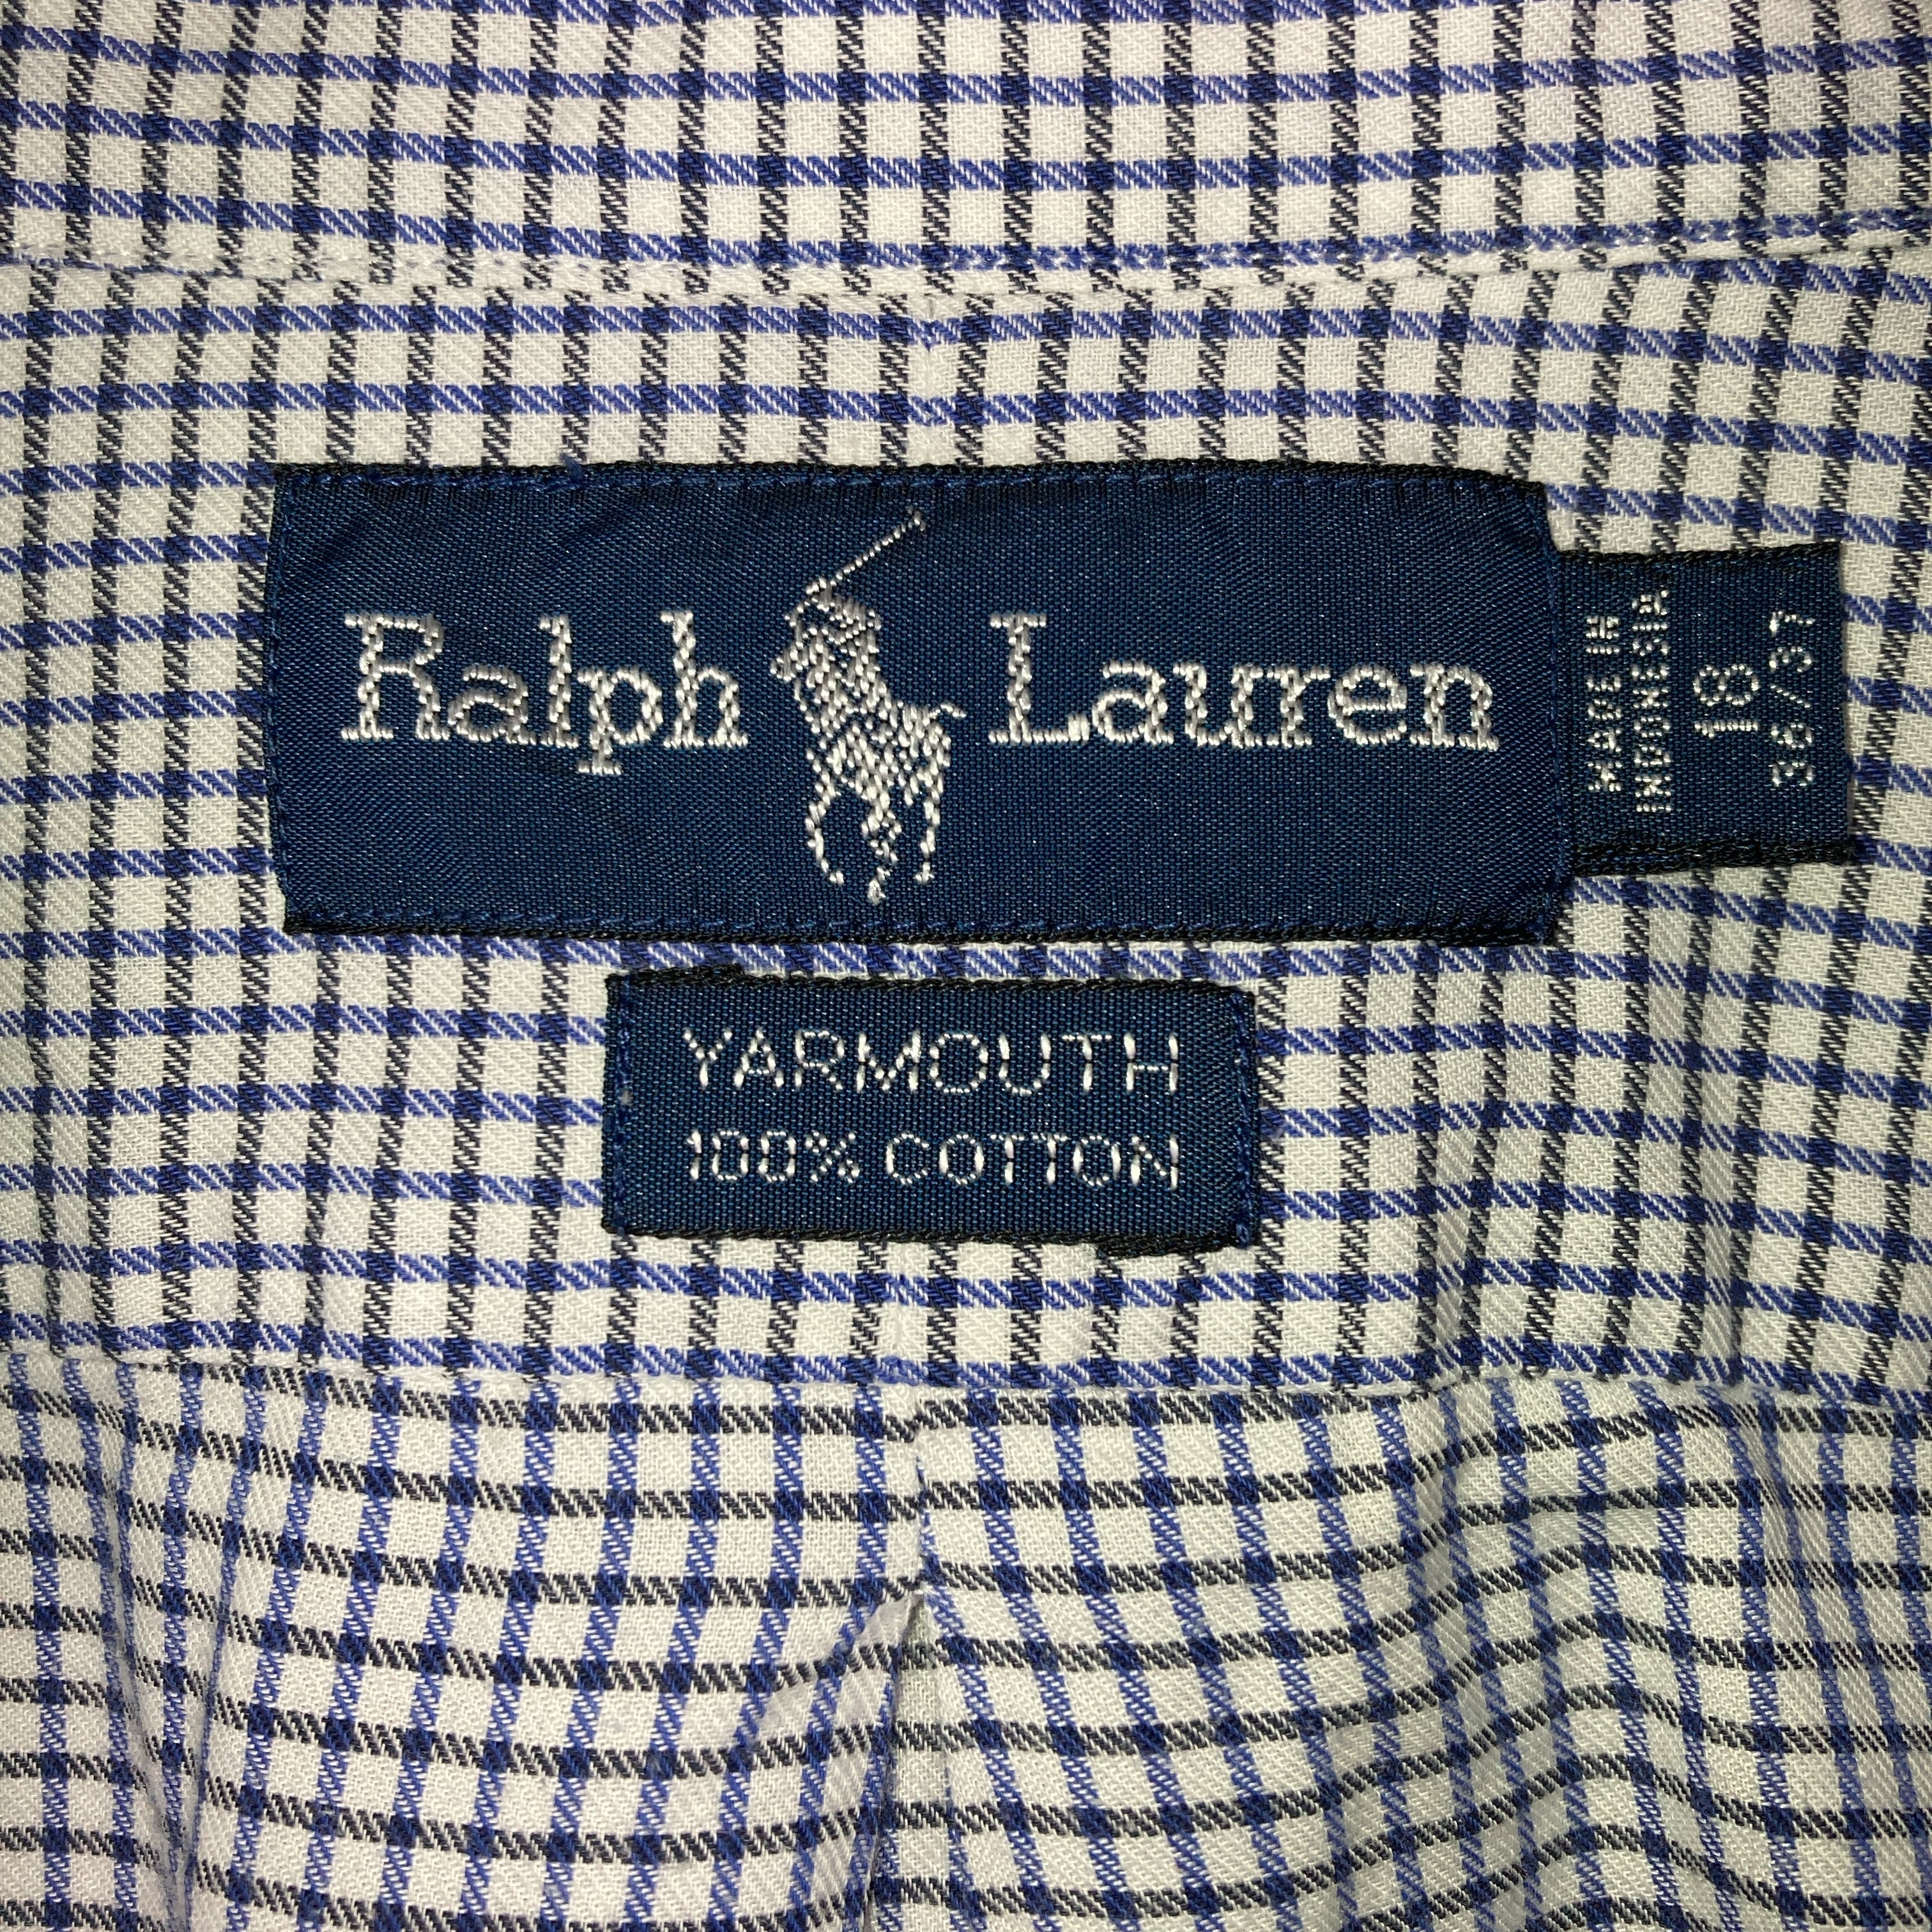 Ralph Lauren
MADE IN
INDONESIA
18
36/37
YARMOUTH
100% COTTON